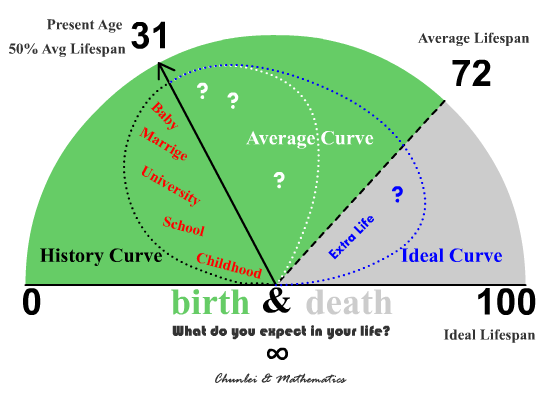 Present Age
50% Avg Lifespan
31
Average Lifespan
72
?
?
Baby
Marrige
Average Curve
University
?
?
School
Extra Life
History Curve
Childhood
Ideal Curve
0
birth & death
100
What do you expect in your life?
Ideal Lifespan
∞
Chunlei & Mathematics